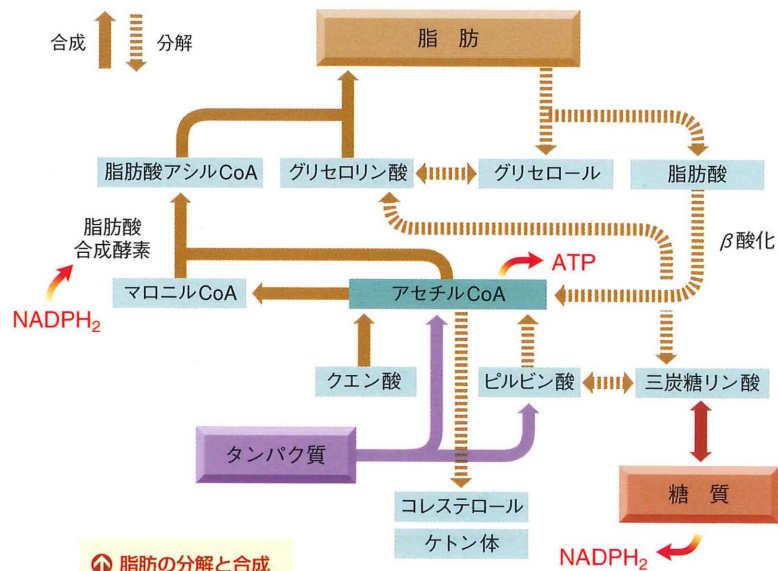 合成
分解
脂 肪
脂肪酸アシルCoA
グリセロリン酸
グリセロール
脂肪酸
脂肪酸
合成酵素
β酸化
ATP
マロニルCoA
アセチルCoA
NADPH₂
クエン酸
ピルビン酸
三炭糖リン酸
タンパク質
コレステロール
糖 質
ケトン体
脂肪の分解と合成
NADPH₂